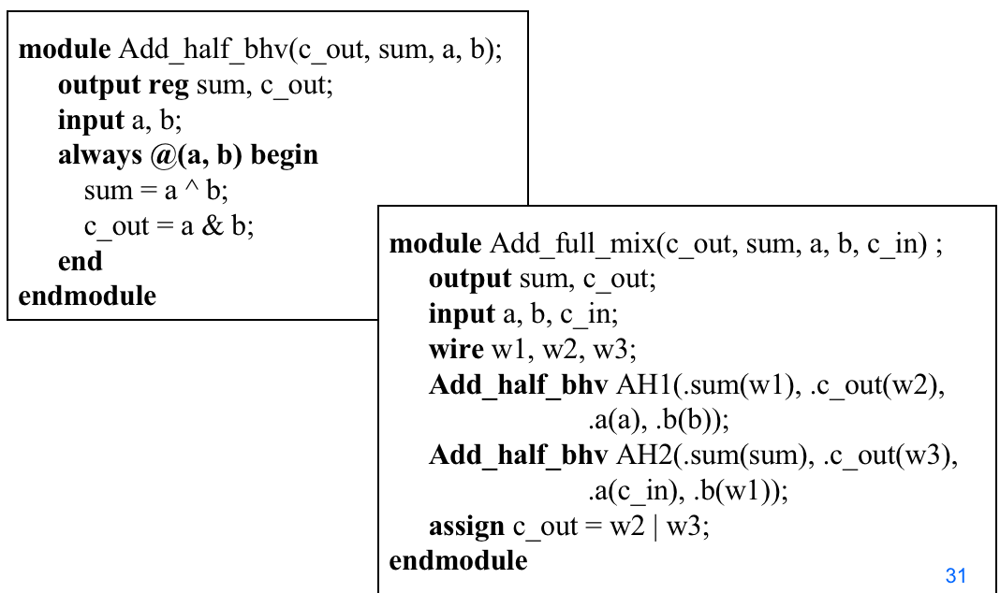 module Add_half_bhv(c_out, sum, a, b);
output reg sum, c_out;
input a, b;
always @(a, b) begin
sum = a ^ b;
c_out = a & b;
end
endmodule
module Add_full_mix(c_out, sum, a, b, c_in) ;
output sum, c_out;
input a, b, c_in;
wire w1, w2, w3;
Add_half_bhv AH1(.sum(w1), .c_out(w2),
.a(a), .b(b));
Add_half_bhv AH2(.sum(sum), .c_out(w3),
.a(c_in), .b(w1));
assign c_out = w2 | w3;
endmodule
31